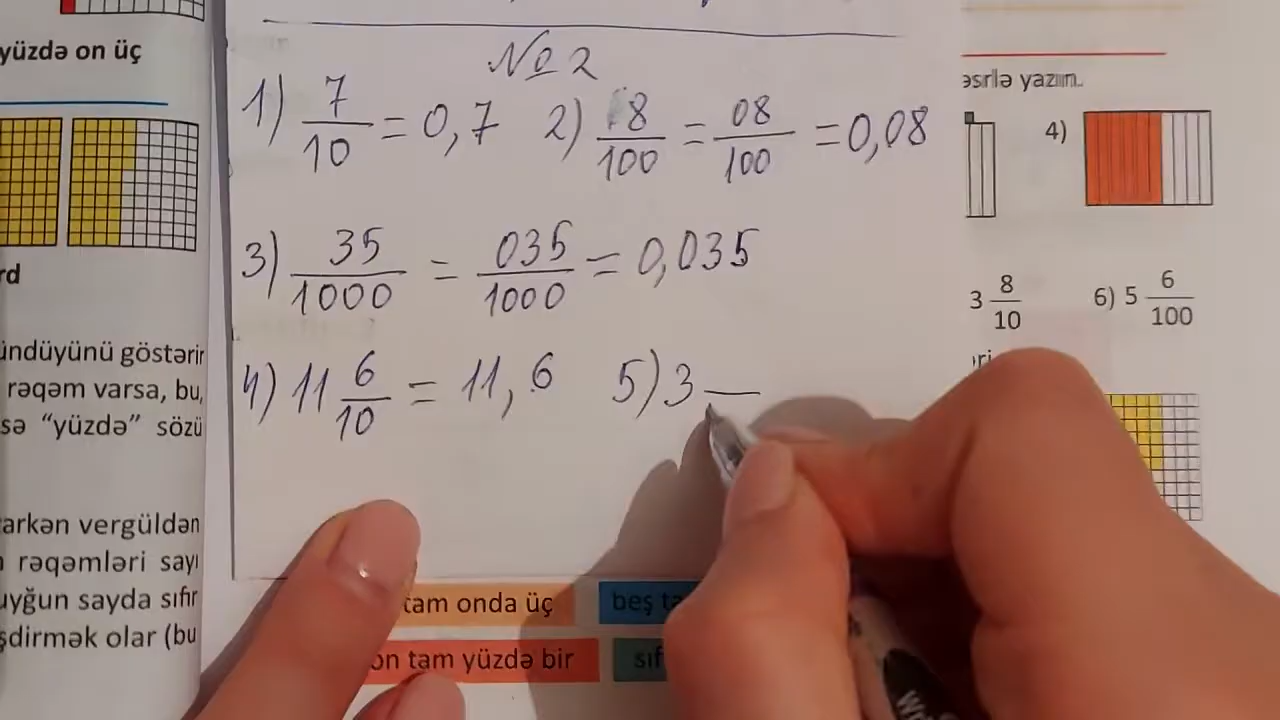 yüzdə on üç
№ 2
əsrlə yazın.
1) 7/10 = 0,7 2) 8/100 = 08/100 = 0,08
4)
3) 35/1000 = 035/1000 = 0,035
rd
3 8/10 6) 5 6/100
ündüyünü göstərir
rəqəm varsa, bu,
sə “yüzdə” sözü
4) 11 6/10 = 11,6 5) 3
arkən vergüldən
rəqəmləri sayı
uyğun sayda sıfır
şdirmək olar (bu
tam onda üç beş ta
on tam yüzdə bir sıf